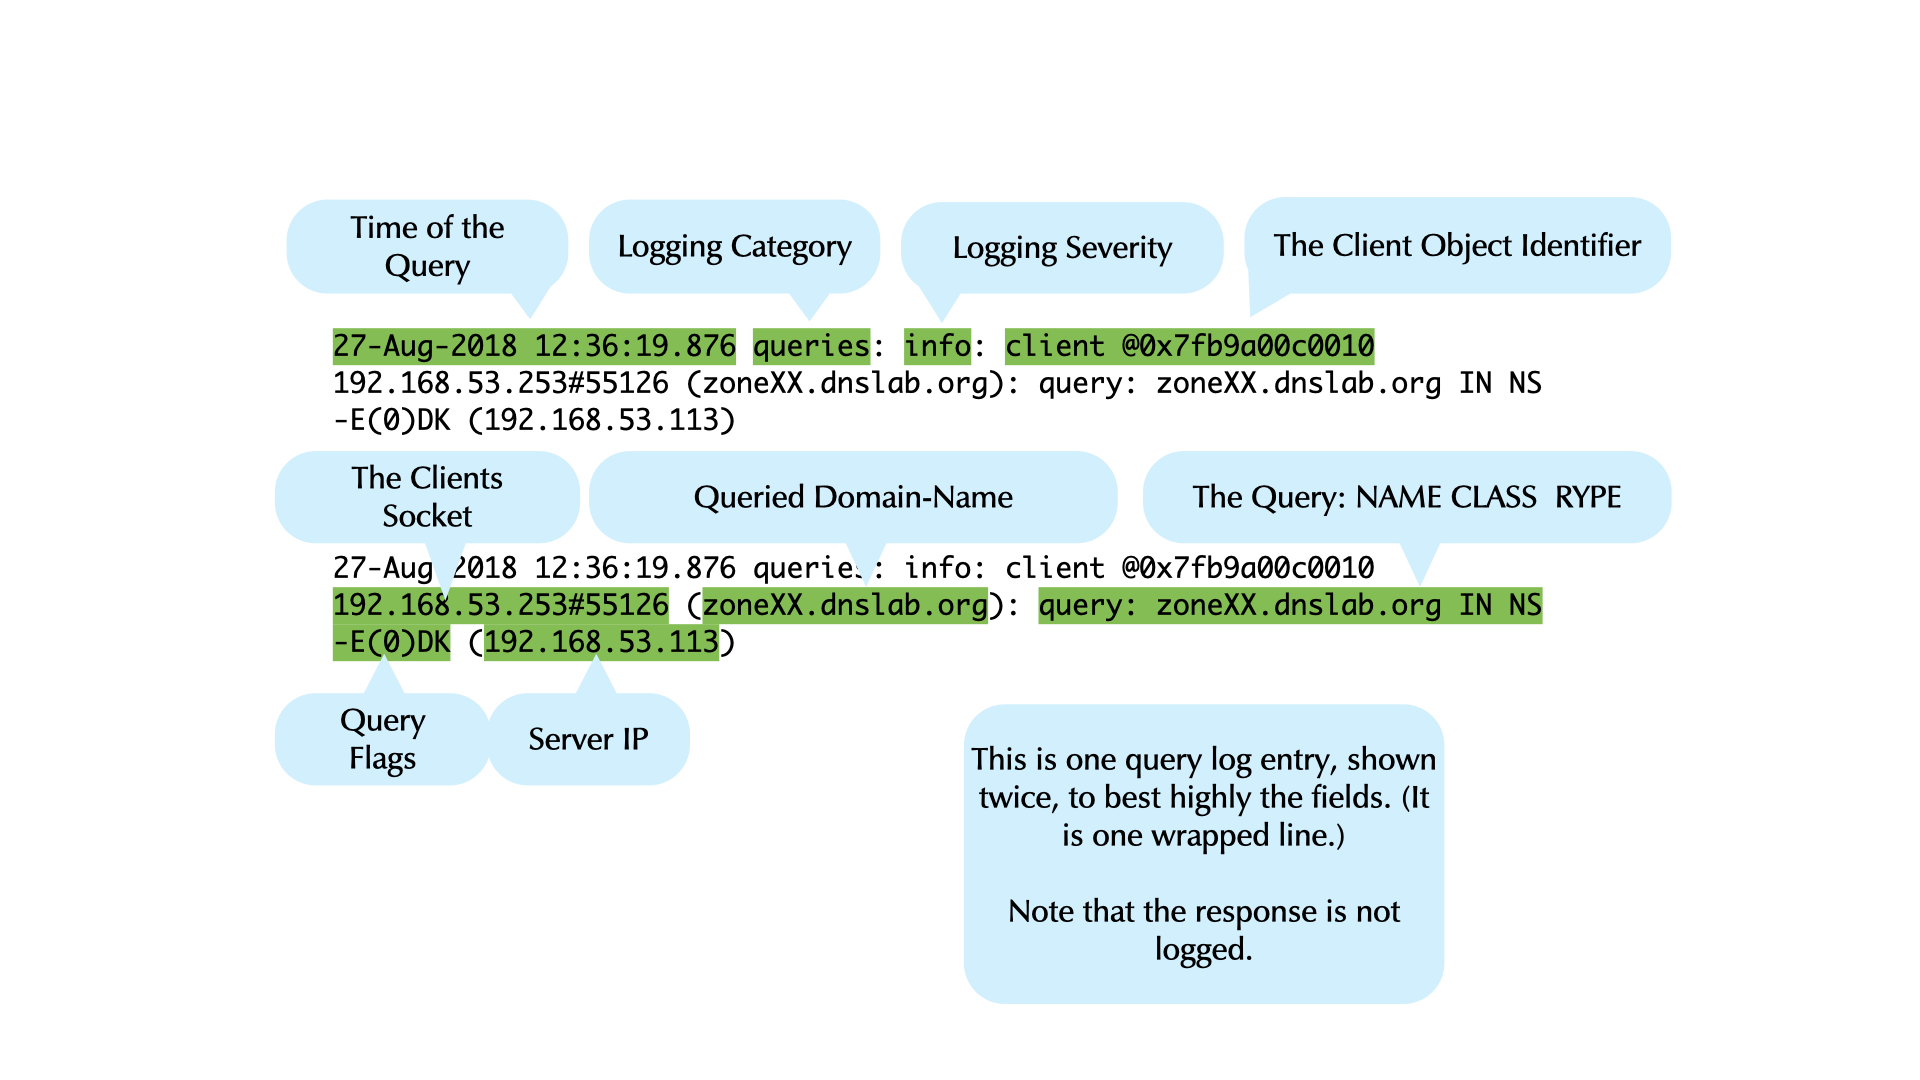 Time of the
Query
Logging Category
Logging Severity
The Client Object Identifier
27-Aug-2018 12:36:19.876 queries: info: client @0x7fb9a00c0010
192.168.53.253#55126 (zoneXX.dnslab.org): query: zoneXX.dnslab.org IN NS
-E(0)DK (192.168.53.113)
The Clients
Socket
Queried Domain-Name
The Query: NAME CLASS  RYPE
27-Aug-2018 12:36:19.876 queries: info: client @0x7fb9a00c0010
192.168.53.253#55126 (zoneXX.dnslab.org): query: zoneXX.dnslab.org IN NS
-E(0)DK (192.168.53.113)
Query
Flags
Server IP
This is one query log entry, shown
twice, to best highly the fields. (It
is one wrapped line.)
Note that the response is not
logged.